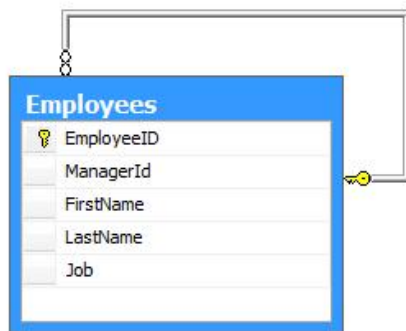 Employees
EmployeeID
ManagerId
FirstName
LastName
Job